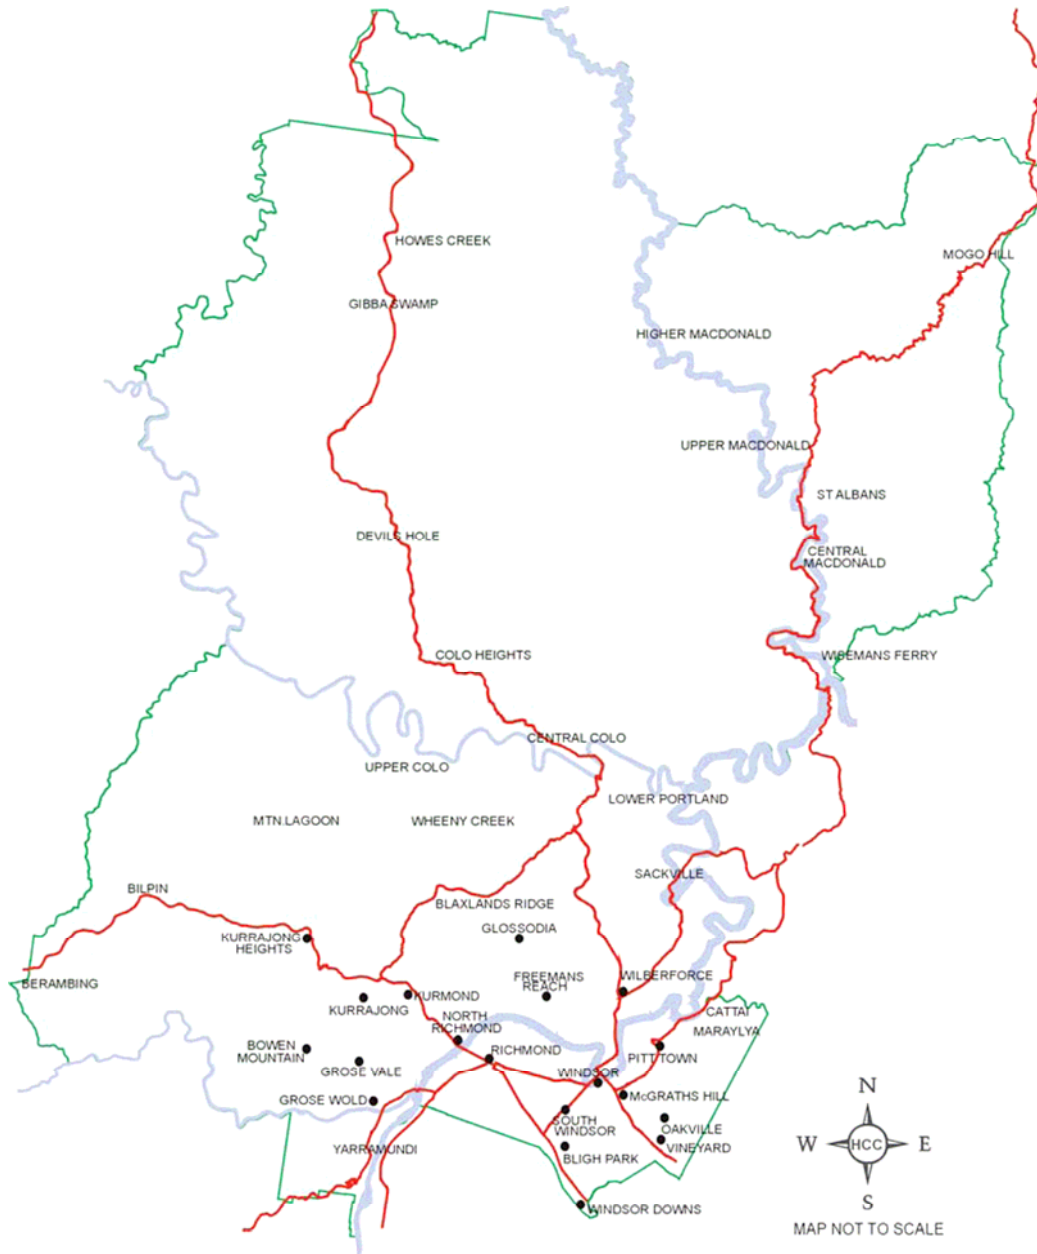 HOWES CREEK
MOGO HILL
GIBBA SWAMP
HIGHER MACDONALD
UPPER MACDONALD
ST ALBANS
DEVILS HOLE
CENTRAL
MACDONALD
COLO HEIGHTS
WISEMANS FERRY
CENTRAL COLO
UPPER COLO
LOWER PORTLAND
MTN.LAGOON
WHEENY CREEK
SACKVILLE
BILPIN
BLAXLANDS RIDGE
GLOSSODIA
KURRAJONG
HEIGHTS
BERAMBING
FREEMANS
REACH
WILBERFORCE
KURMOND
KURRAJONG
NORTH
RICHMOND
CATTAI
MARAYLYA
BOWEN
MOUNTAIN
RICHMOND
PITT TOWN
GROSE VALE
WINDSOR
GROSE WOLD
McGRATHS HILL
SOUTH
WINDSOR
OAKVILLE
VINEYARD
YARRAMUNDI
BLIGH PARK
WINDSOR DOWNS
N
W
HCC
E
S
MAP NOT TO SCALE